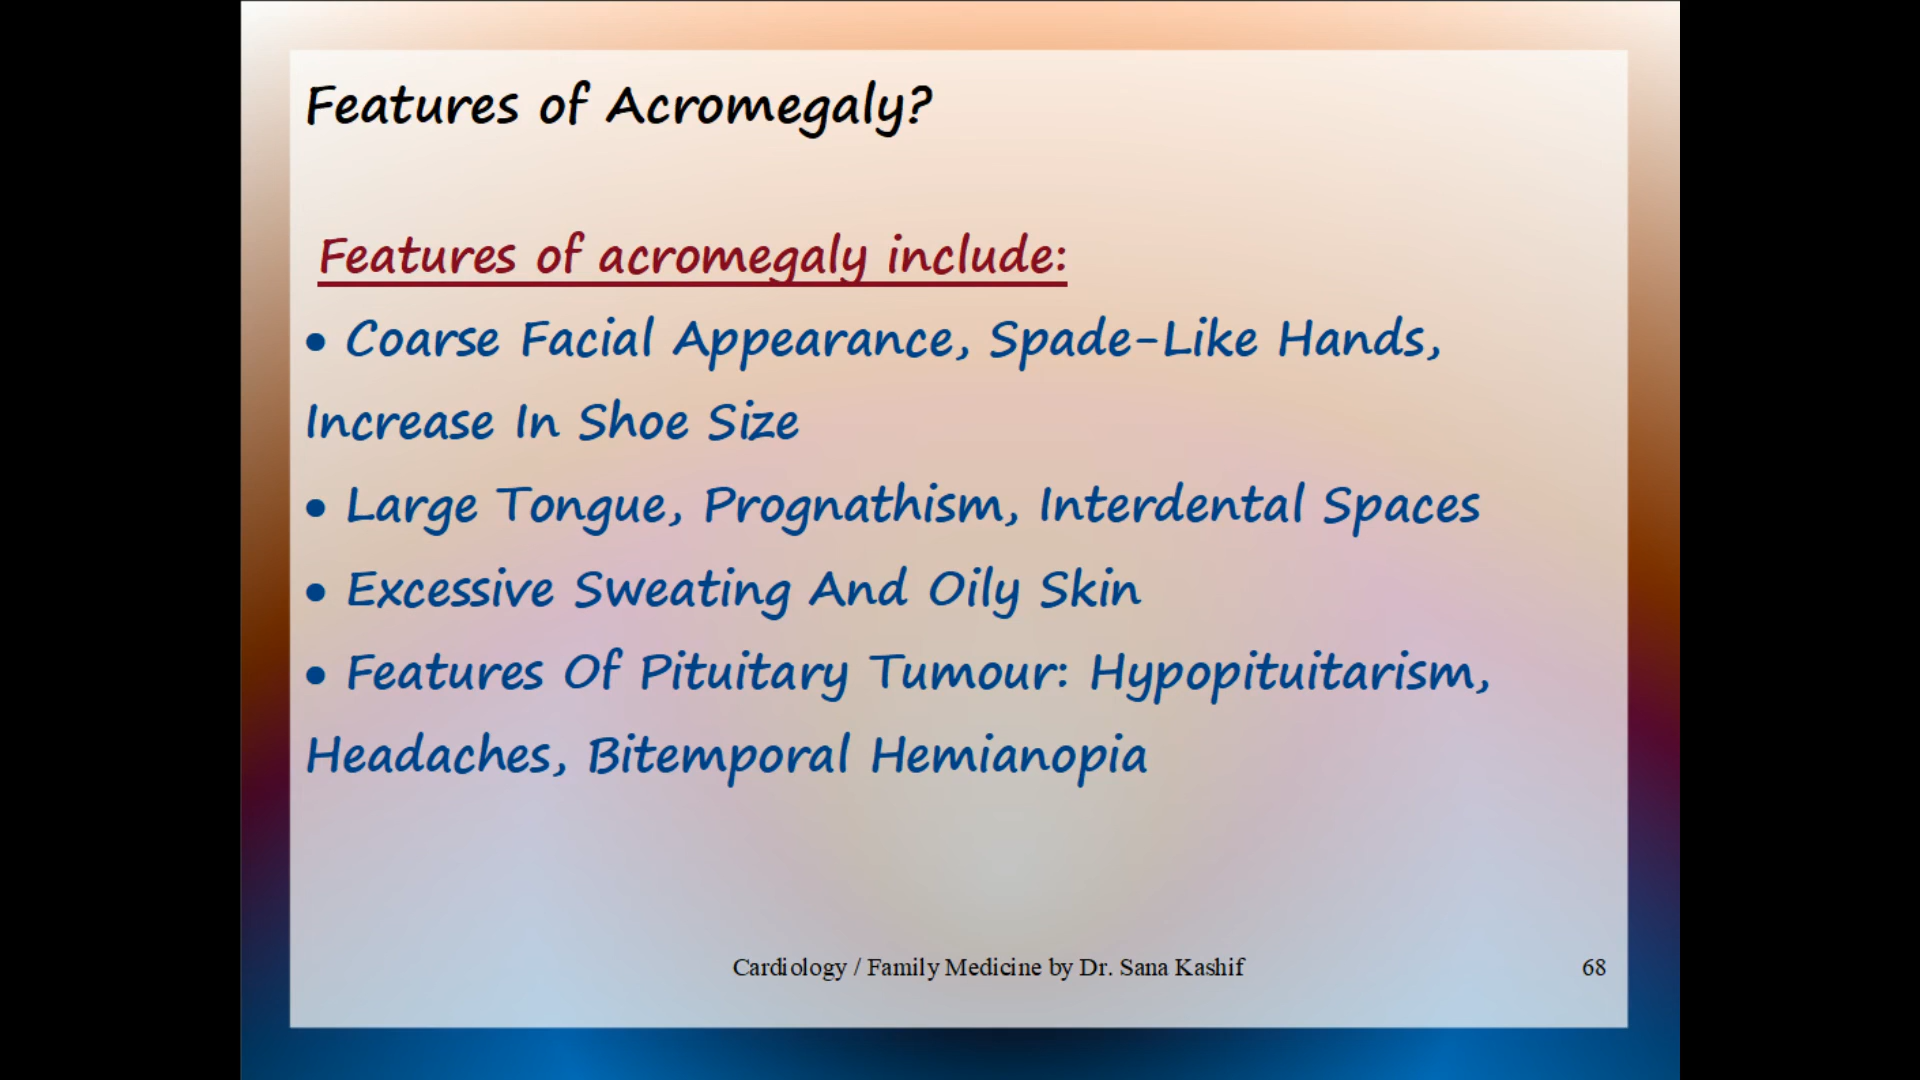 Features of Acromegaly?
Features of acromegaly include:
• Coarse Facial Appearance, Spade-Like Hands,
Increase In Shoe Size
• Large Tongue, Prognathism, Interdental Spaces
• Excessive Sweating And Oily Skin
• Features Of Pituitary Tumour: Hypopituitarism,
Headaches, Bitemporal Hemianopia
Cardiology / Family Medicine by Dr. Sana Kashif
68